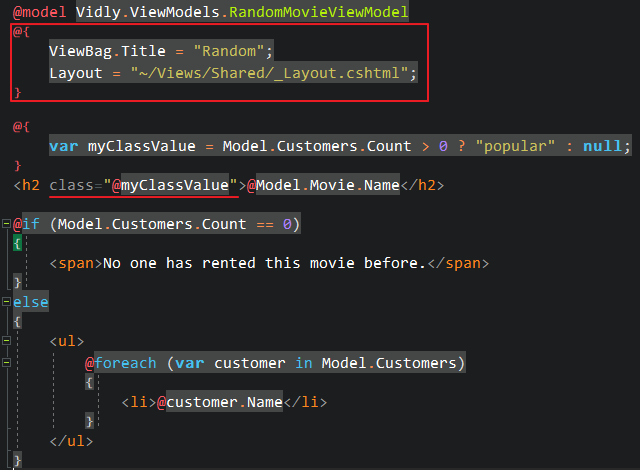 @model Vidly.ViewModels.RandomMovieViewModel
@{
    ViewBag.Title = "Random";
    Layout = "~/Views/Shared/_Layout.cshtml";
}
@{
    var myClassValue = Model.Customers.Count > 0 ? "popular" : null;
}
<h2 class="@myClassValue">@Model.Movie.Name</h2>
@if (Model.Customers.Count == 0)
{
    <span>No one has rented this movie before.</span>
}
else
{
    <ul>
        @foreach (var customer in Model.Customers)
        {
            <li>@customer.Name</li>
        }
    </ul>
}